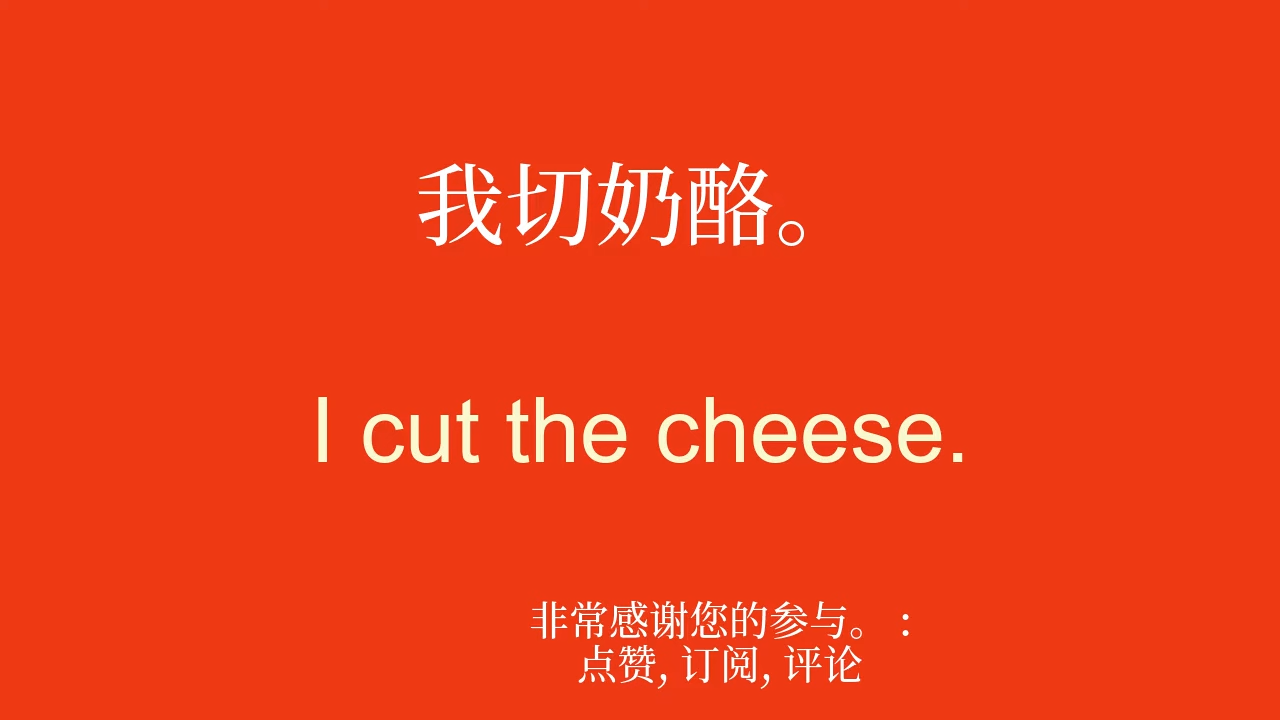 我切奶酪。
I cut the cheese.
非常感谢您的参与。 :
点赞, 订阅, 评论